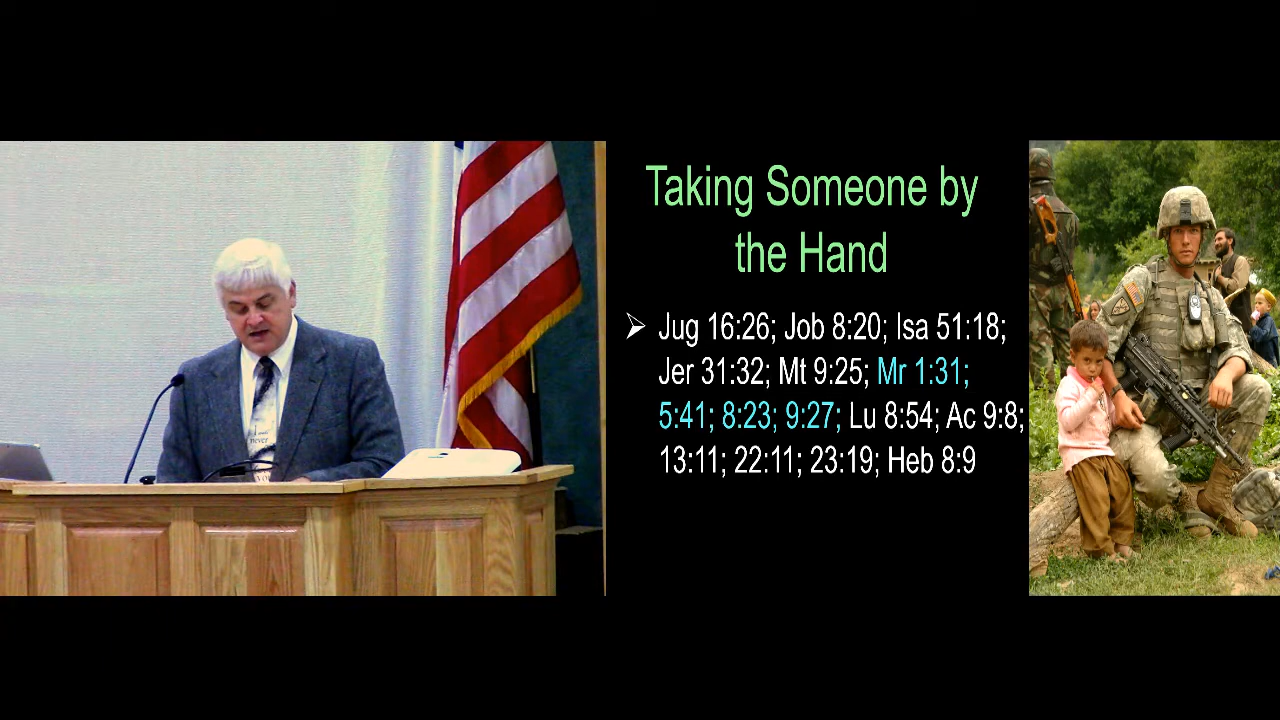 Taking Someone by
the Hand
Jug 16:26; Job 8:20; Isa 51:18;
Jer 31:32; Mt 9:25; Mr 1:31;
5:41; 8:23; 9:27; Lu 8:54; Ac 9:8;
13:11; 22:11; 23:19; Heb 8:9
never